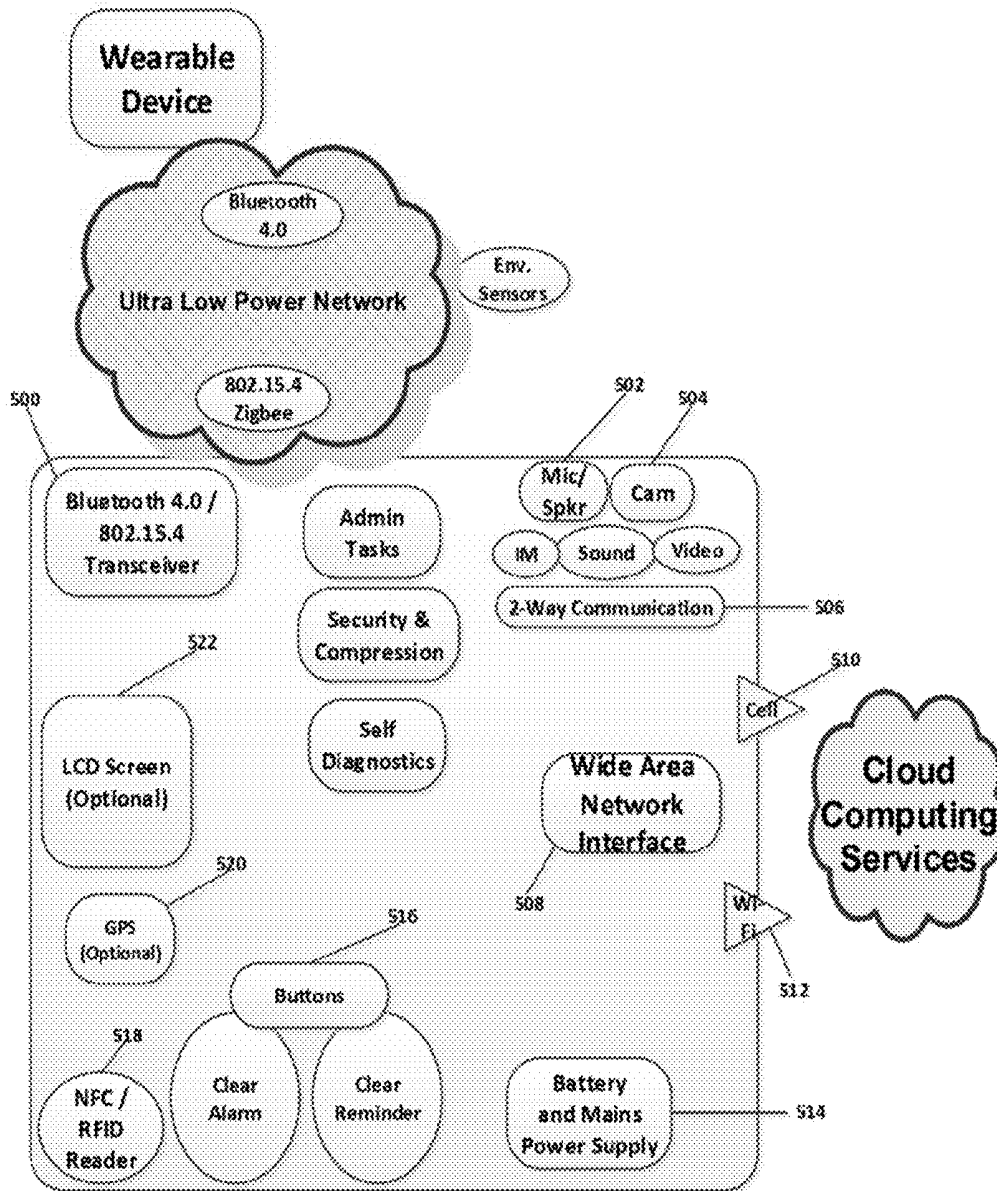 Wearable
Device
Bluetooth
4.0
Env.
Sensors
Ultra Low Power Network
802.15.4
Zigbee
500
502
504
Bluetooth 4.0 /
802.15.4
Transceiver
Admin
Tasks
Mic/
Spkr
Cam
IM
Sound
Video
2-Way Communication
506
Security &
Compression
522
510
Cell
Self
Diagnostics
LCD Screen
(Optional)
Wide Area
Network
Interface
Cloud
Computing
Services
520
508
516
GPS
(Optional)
Wi-
Fi
512
Buttons
518
NFC /
RFID
Reader
Clear
Alarm
Clear
Reminder
Battery
and Mains
Power Supply
514